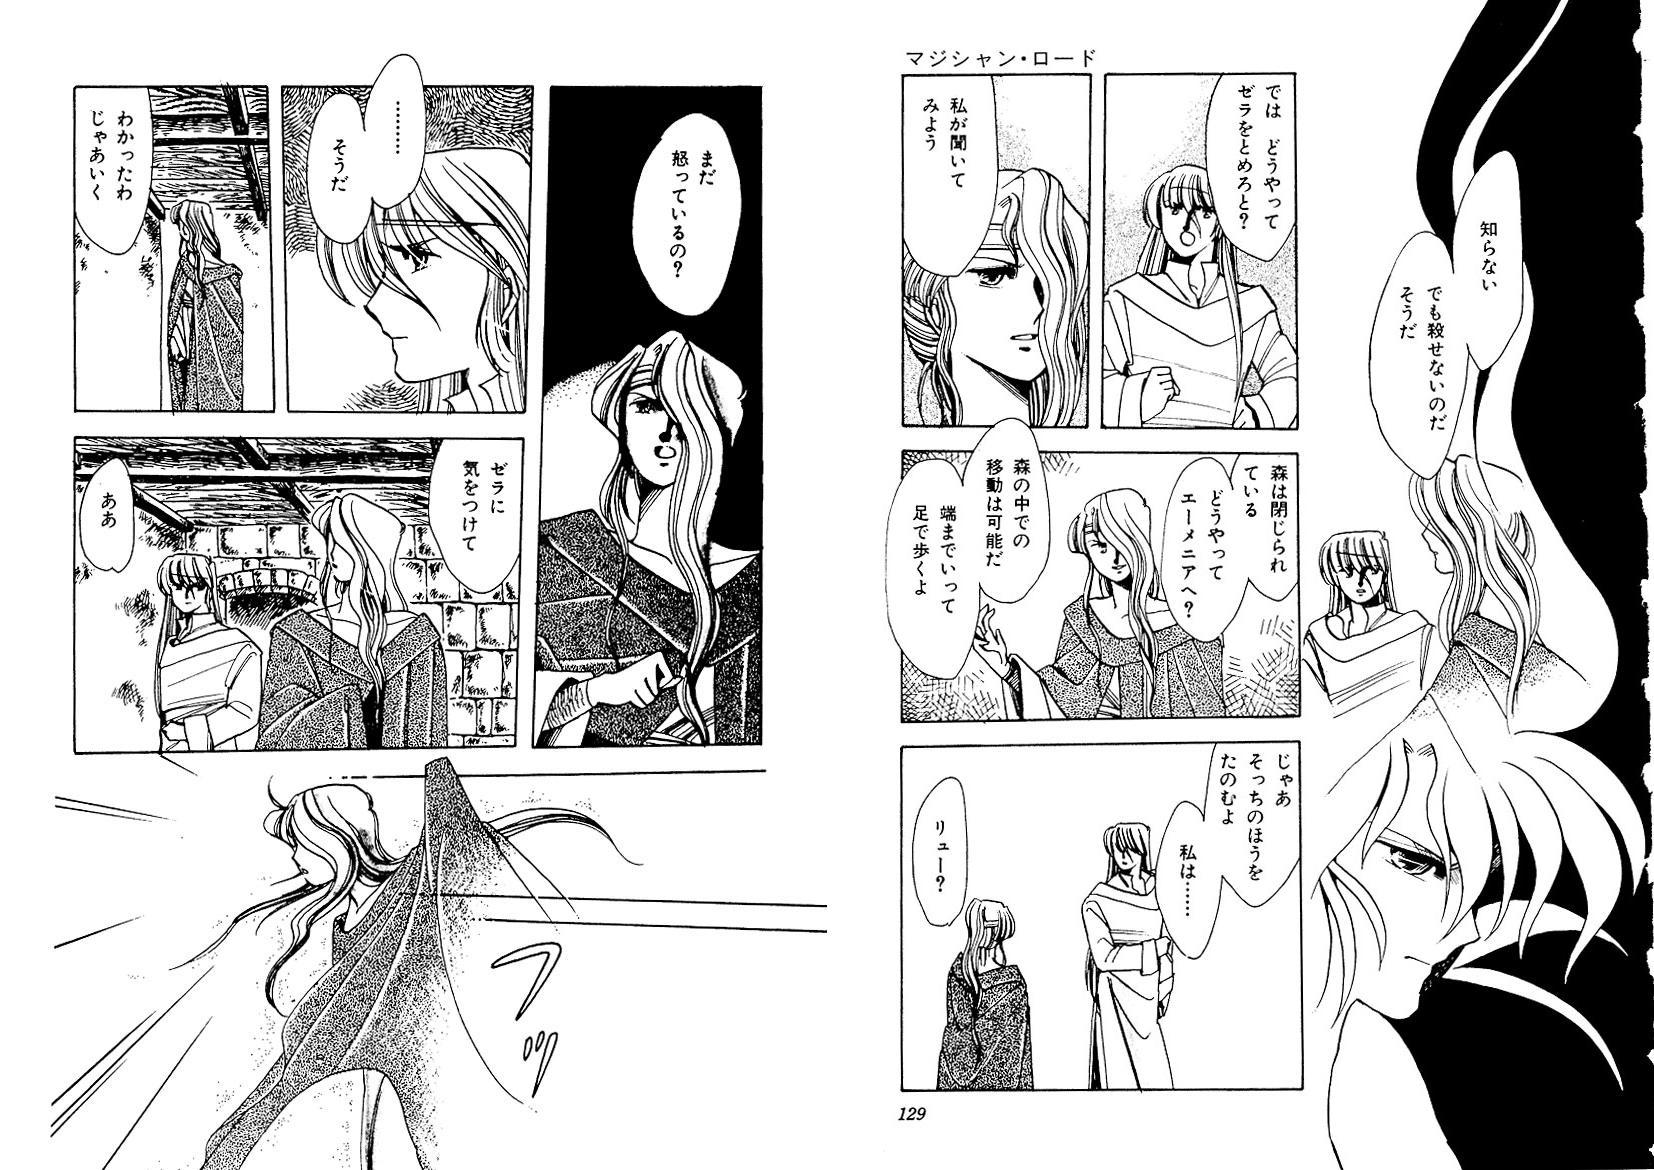 マジシャン・ロード
知らない
でも殺せないのだ
そうだ
では どうやって
ゼラをとめろと?
私が聞いて
みよう
森は閉じられ
ている
どうやって
エーメニアへ?
森の中での
移動は可能だ
端までいって
足で歩くよ
じゃあ
そっちのほうを
たのむよ
私は……
リュー?
129
まだ
怒っているの?
………
そうだ
わかったわ
じゃあいく
ゼラに
気をつけて
ああ
フッ